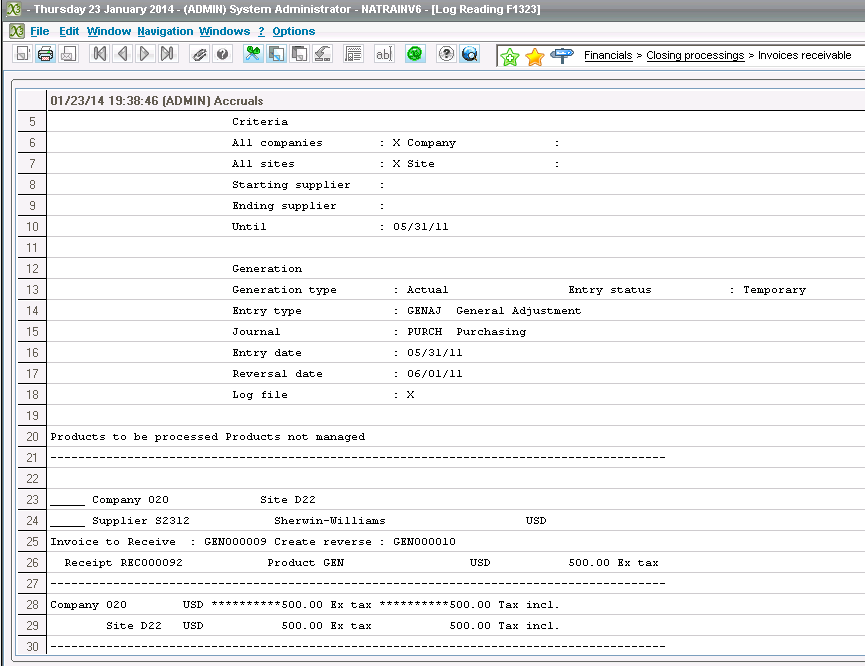 - Thursday 23 January 2014 - (ADMIN) System Administrator - NATRAINV6 - [Log Reading F1323]
File Edit Window Navigation Windows ? Options
ab Financials > Closing processings > Invoices receivable
01/23/14 19:38:46 (ADMIN) Accruals
5 Criteria
6 All companies : X Company :
7 All sites : X Site :
8 Starting supplier :
9 Ending supplier :
10 Until : 05/31/11
11
12 Generation
13 Generation type : Actual Entry status : Temporary
14 Entry type : GENAJ General Adjustment
15 Journal : PURCH Purchasing
16 Entry date : 05/31/11
17 Reversal date : 06/01/11
18 Log file : X
19
20 Products to be processed Products not managed
21 ----------------------------------------------------------------------------------------
22
23 _____ Company 020 Site D22
24 _____ Supplier S2312 Sherwin-Williams USD
25 Invoice to Receive : GEN000009 Create reverse : GEN000010
26 Receipt REC000092 Product GEN USD 500.00 Ex tax
27 ----------------------------------------------------------------------------------------
28 Company 020 USD **********500.00 Ex tax **********500.00 Tax incl.
29 Site D22 USD 500.00 Ex tax 500.00 Tax incl.
30 ----------------------------------------------------------------------------------------